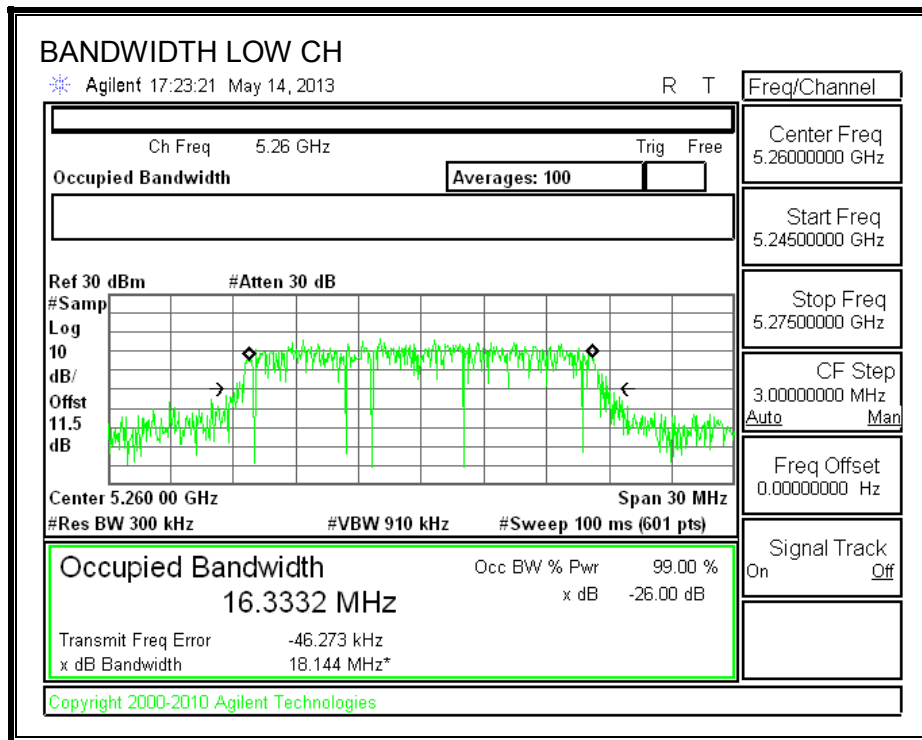 BANDWIDTH LOW CH
Agilent 17:23:21 May 14, 2013 R T
Freq/Channel
Ch Freq 5.26 GHz Trig Free
Occupied Bandwidth Averages: 100
Center Freq
5.26000000 GHz
Start Freq
5.24500000 GHz
Stop Freq
5.27500000 GHz
CF Step
3.00000000 MHz
Auto Man
Freq Offset
0.00000000 Hz
Signal Track
On Off
Ref 30 dBm #Atten 30 dB
#Samp
Log
10
dB/
Offst
11.5
dB
Center 5.260 00 GHz Span 30 MHz
#Res BW 300 kHz #VBW 910 kHz #Sweep 100 ms (601 pts)
Occupied Bandwidth Occ BW % Pwr 99.00 %
16.3332 MHz x dB -26.00 dB
Transmit Freq Error -46.273 kHz
x dB Bandwidth 18.144 MHz*
Copyright 2000-2010 Agilent Technologies